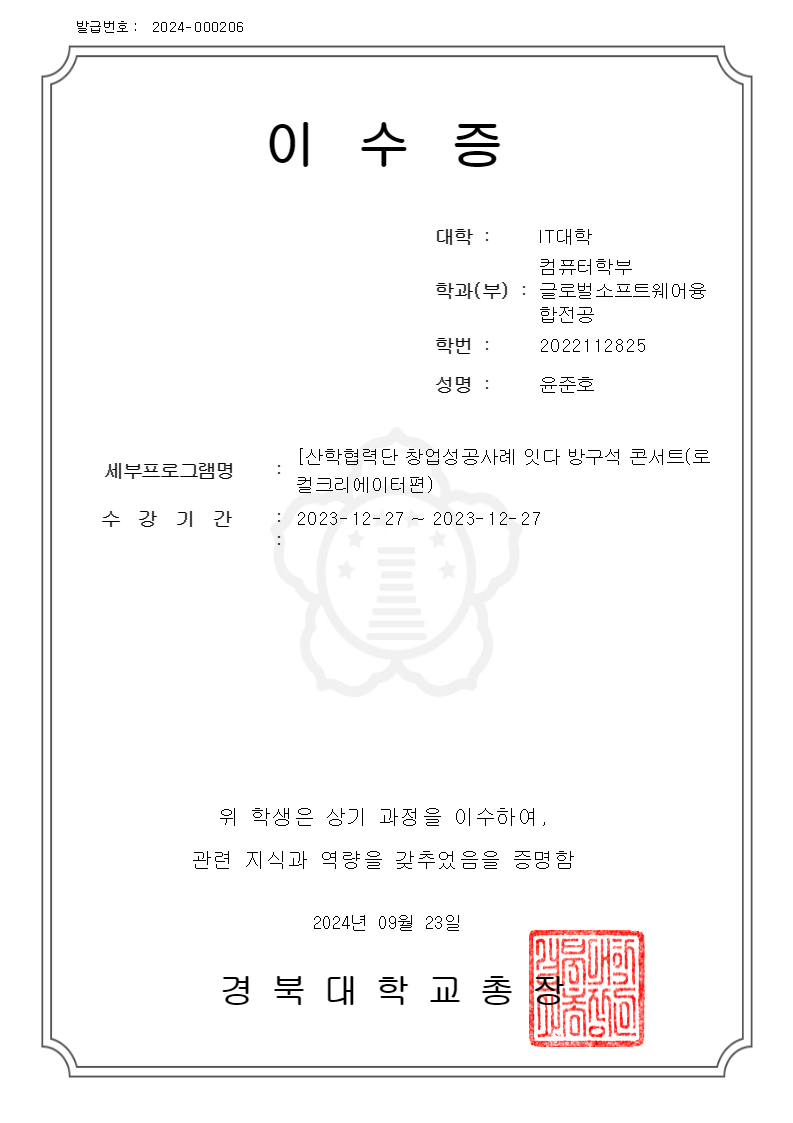 발급번호 : 2024-000206
이 수 증
대학 : IT대학
컴퓨터학부
학과(부) : 글로벌소프트웨어융
합전공
학번 : 2022112825
성명 : 윤준호
세부프로그램명 : [산학협력단 창업성공사례 잇다 방구석 콘서트(로
컬크리에이터편)
수 강 기 간 : 2023-12-27 ~ 2023-12-27
:
위 학생은 상기 과정을 이수하여,
관련 지식과 역량을 갖추었음을 증명함
2024년 09월 23일
경 북 대 학 교 총 장